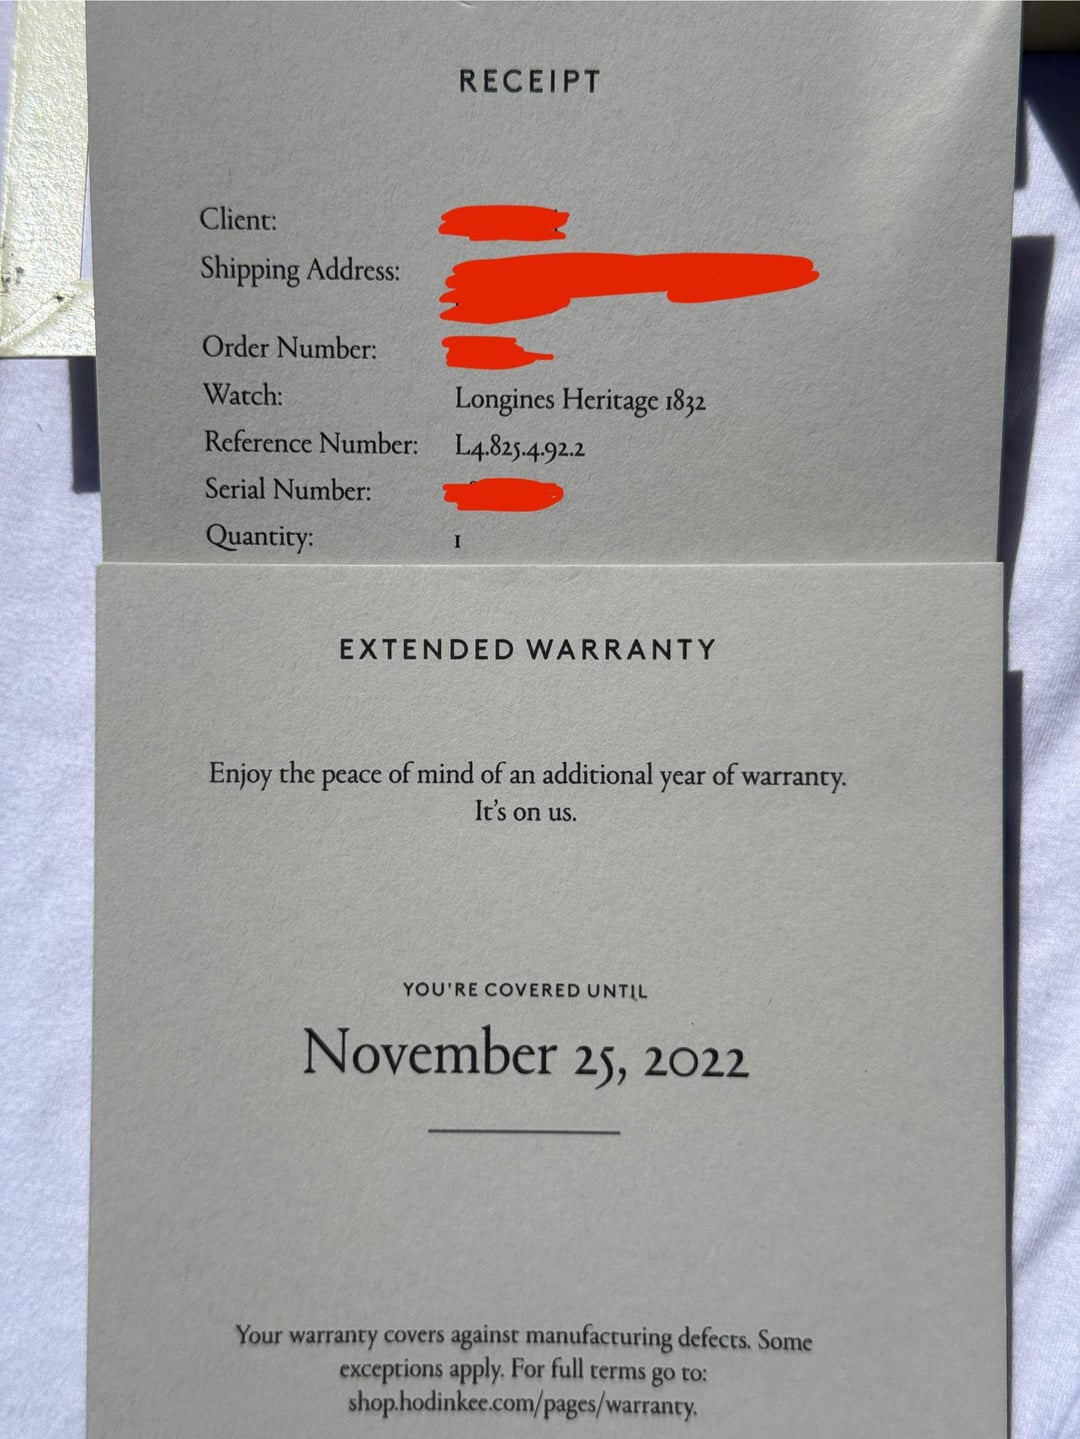 RECEIPT
Client:
Shipping Address:
Order Number:
Watch: Longines Heritage 1832
Reference Number: L4.825.4.92.2
Serial Number:
Quantity: 1
EXTENDED WARRANTY
Enjoy the peace of mind of an additional year of warranty.
It's on us.
YOU'RE COVERED UNTIL
November 25, 2022
Your warranty covers against manufacturing defects. Some
exceptions apply. For full terms go to:
shop.hodinkee.com/pages/warranty.